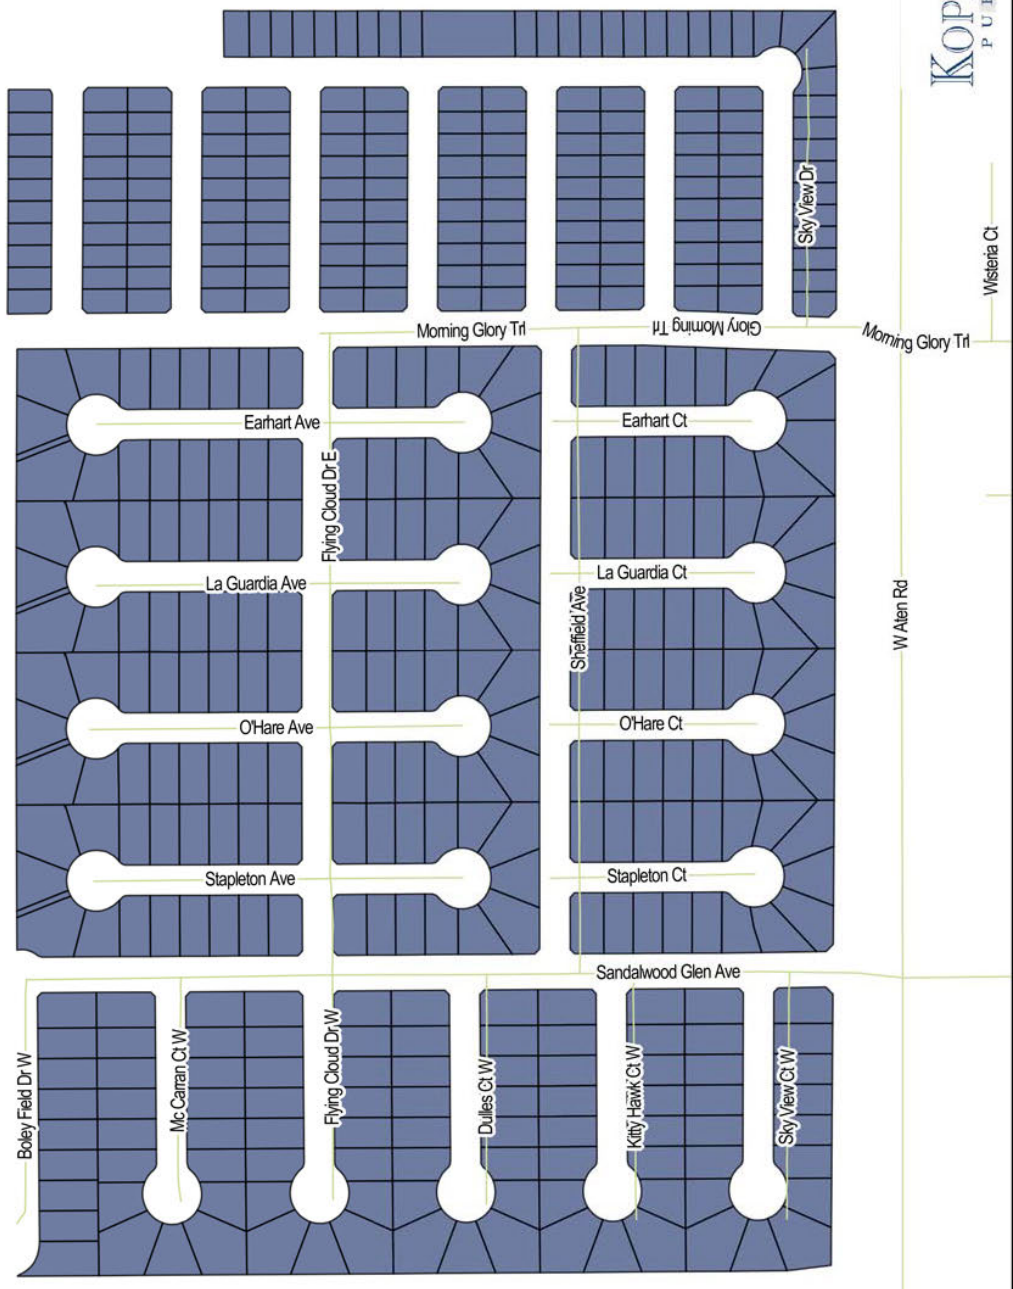 KOP
PU
Sky View Dr
Wisteria Ct
Morning Glory Trl
Glory Morning Trl
Morning Glory Trl
Earhart Ave
Earhart Ct
Flying Cloud Dr E
La Guardia Ave
La Guardia Ct
Sheffield Ave
W Aten Rd
O'Hare Ave
O'Hare Ct
Stapleton Ave
Stapleton Ct
Sandalwood Glen Ave
Boley Field Dr W
Mc Carran Ct W
Flying Cloud Dr W
Dulles Ct W
Kitty Hawk Ct W
Sky View Ct W